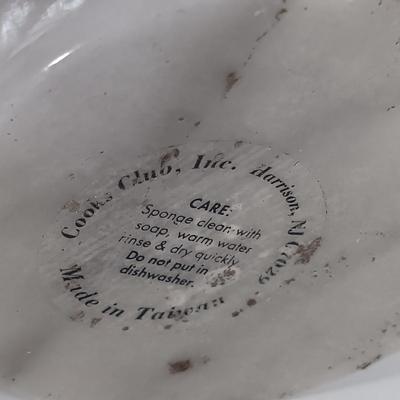 Cooks Club, Inc. Harrison, NJ 07029
CARE:
Sponge clean with
soap, warm water
rinse & dry quickly
Do not put in
dishwasher.
Made in Taiwan